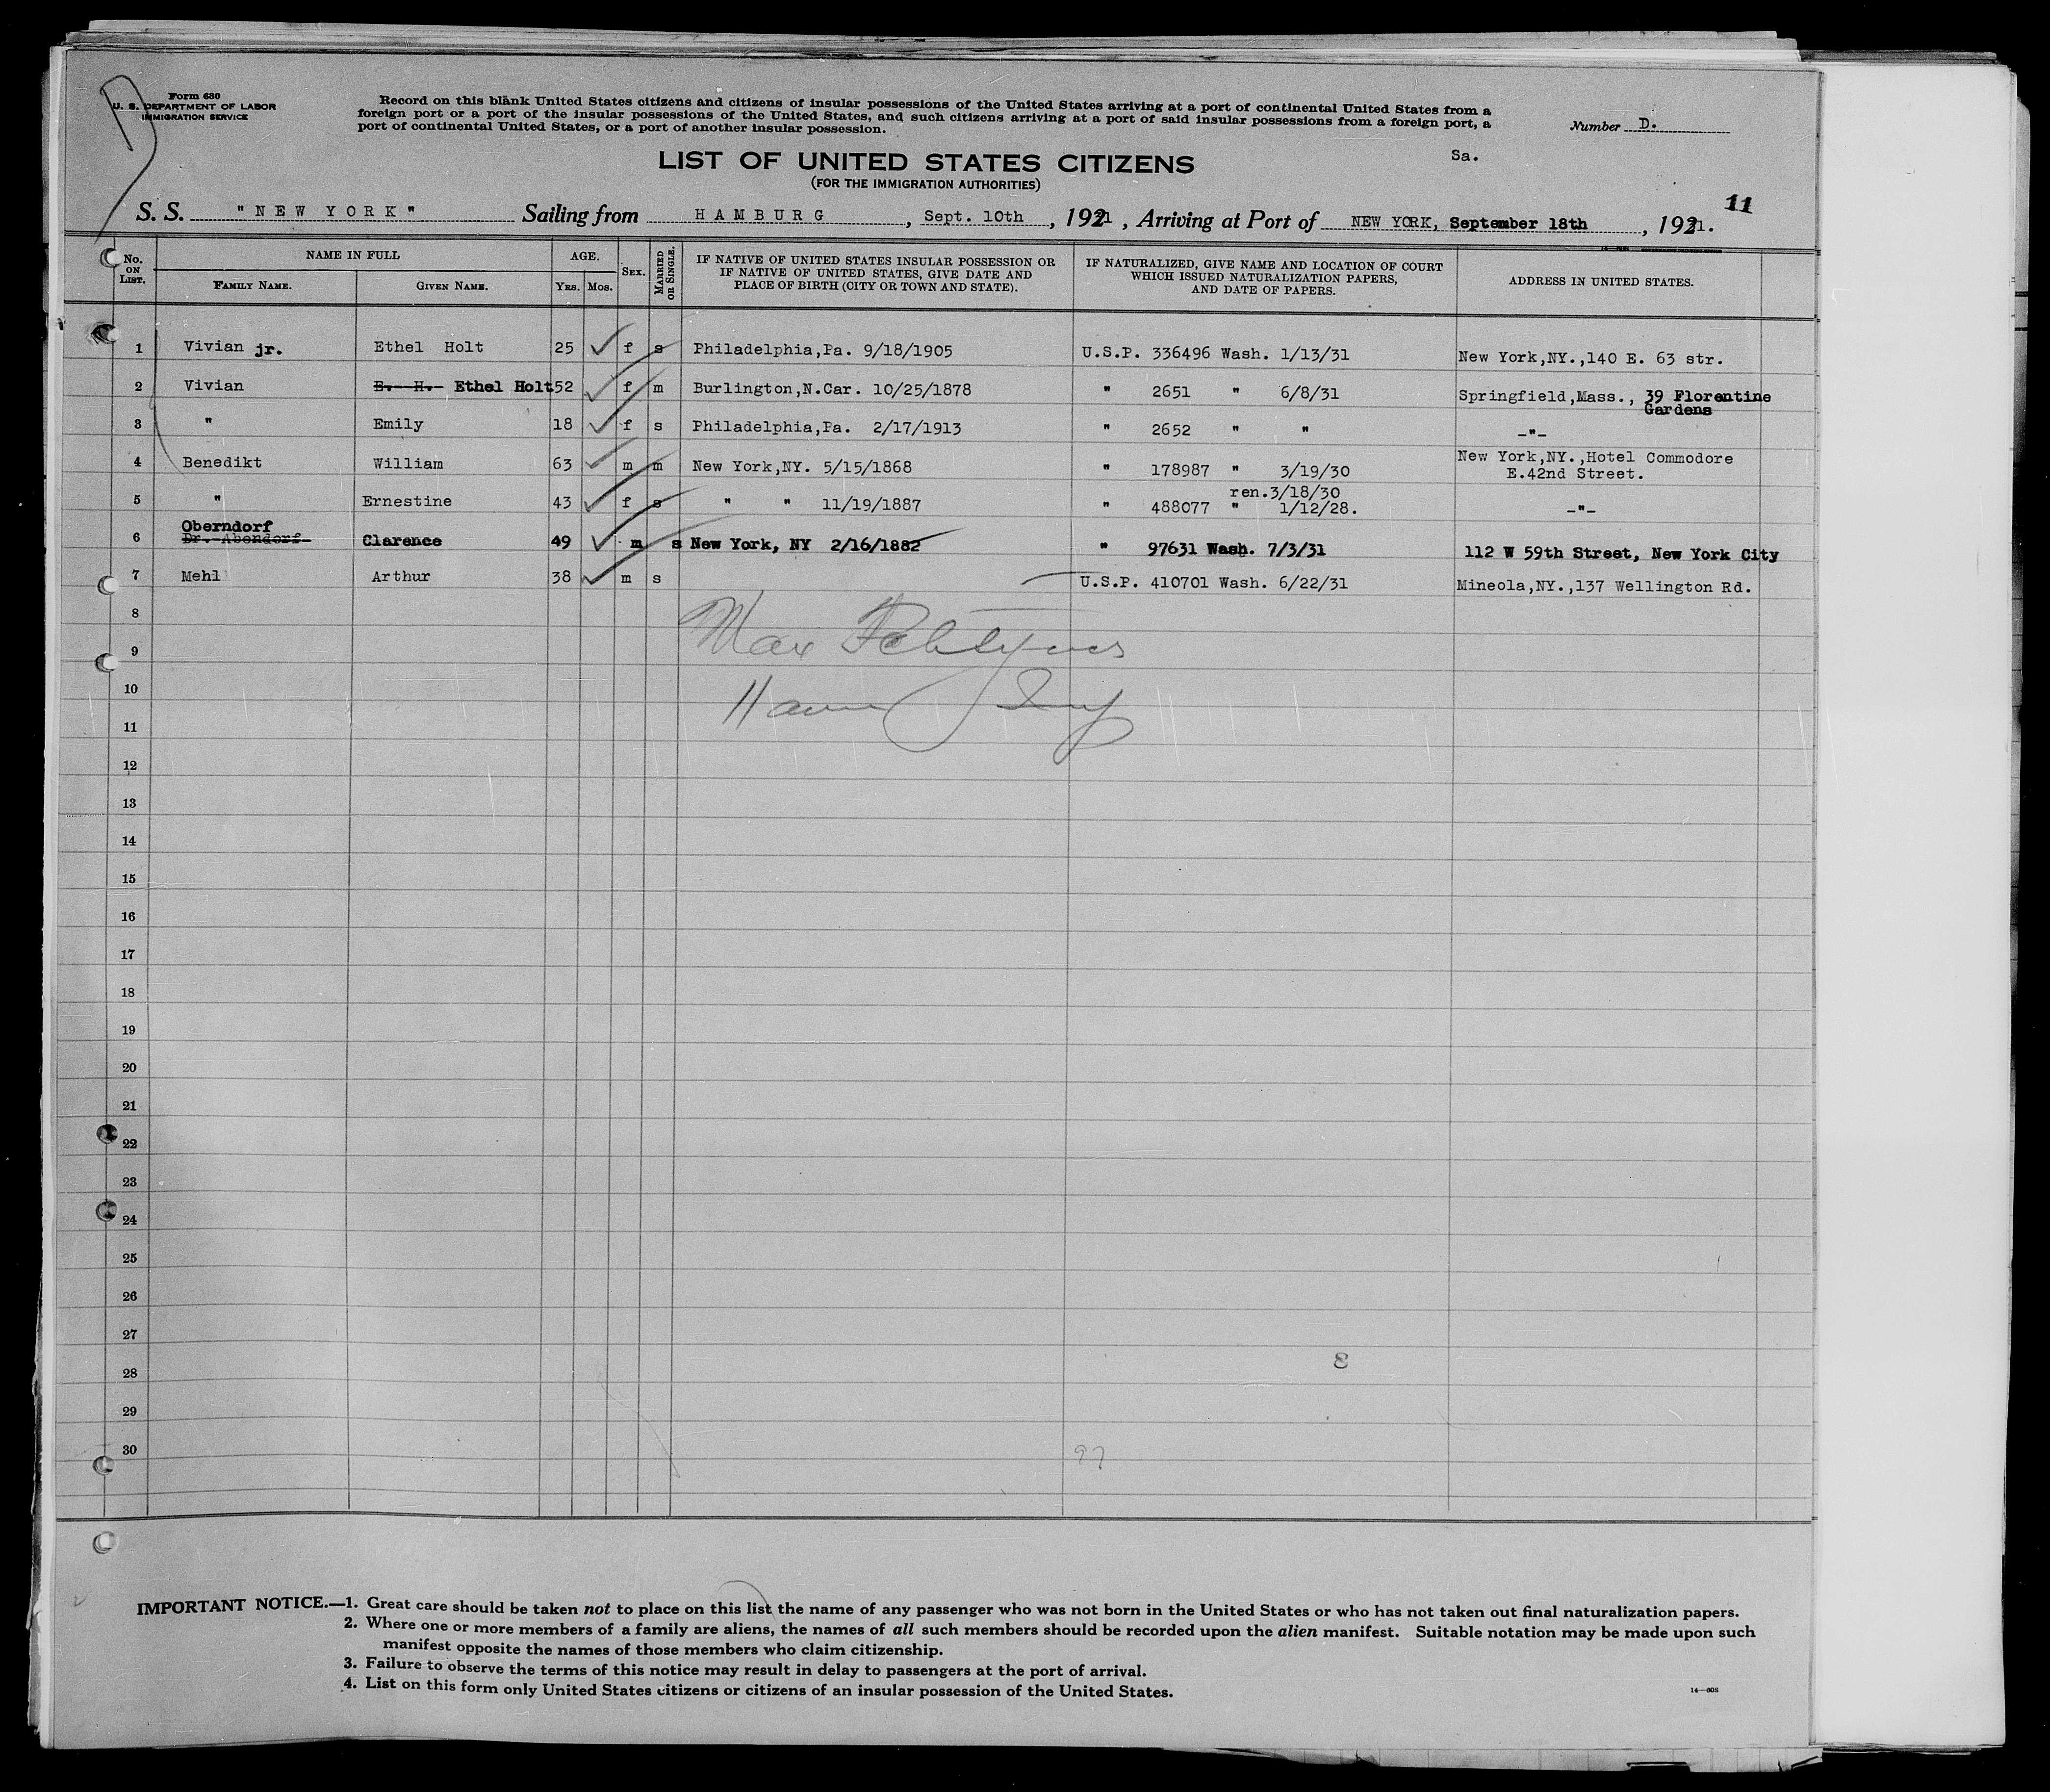 Form 630
U. S. DEPARTMENT OF LABOR
IMMIGRATION SERVICE
Record on this blank United States citizens and citizens of insular possessions of the United States arriving at a port of continental United States from a
foreign port or a port of the insular possessions of the United States, and such citizens arriving at a port of said insular possessions from a foreign port, a
port of continental United States, or a port of another insular possession.
Number D.
Sa.
LIST OF UNITED STATES CITIZENS
(FOR THE IMMIGRATION AUTHORITIES)
11
S. S. "NEW YORK" Sailing from HAMBURG, Sept. 10th, 1931, Arriving at Port of NEW YORK, September 18th, 1931.
No. ON LIST. NAME IN FULL AGE. SEX. MARRIED OR SINGLE. IF NATIVE OF UNITED STATES INSULAR POSSESSION OR IF NATIVE OF UNITED STATES, GIVE DATE AND PLACE OF BIRTH (CITY OR TOWN AND STATE). IF NATURALIZED, GIVE NAME AND LOCATION OF COURT WHICH ISSUED NATURALIZATION PAPERS, AND DATE OF PAPERS. ADDRESS IN UNITED STATES.
FAMILY NAME. GIVEN NAME. YRS. MOS.
1 Vivian jr. Ethel Holt 25 f s Philadelphia,Pa. 9/18/1905 U.S.P. 336496 Wash. 1/13/31 New York,NY.,140 E. 63 str.
2 Vivian B. H. Ethel Holt 52 f m Burlington,N.Car. 10/25/1878 " 2651 " 6/8/31 Springfield,Mass., 39 Florentine
Gardens
3 " Emily 18 f s Philadelphia,Pa. 2/17/1913 " 2652 " " -"-
4 Benedikt William 63 m m New York,NY. 5/15/1868 " 178987 " 3/19/30 New York,NY.,Hotel Commodore
E.42nd Street.
ren.3/18/30
5 " Ernestine 43 f s " " 11/19/1887 " 488077 " 1/12/28. -"-
Oberndorf
6 Dr. Abendorf Clarence 49 m s New York, NY 2/16/1882 " 97631 Wash. 7/3/31 112 W 59th Street, New York City
7 Mehl Arthur 38 m s U.S.P. 410701 Wash. 6/22/31 Mineola,NY.,137 Wellington Rd.
8
Max
9
10
11
12
13
14
15
16
17
18
19
20
21
22
23
24
25
26
27
28
29
30
97
IMPORTANT NOTICE.—1. Great care should be taken not to place on this list the name of any passenger who was not born in the United States or who has not taken out final naturalization papers.
2. Where one or more members of a family are aliens, the names of all such members should be recorded upon the alien manifest. Suitable notation may be made upon such
manifest opposite the names of those members who claim citizenship.
3. Failure to observe the terms of this notice may result in delay to passengers at the port of arrival.
4. List on this form only United States citizens or citizens of an insular possession of the United States.